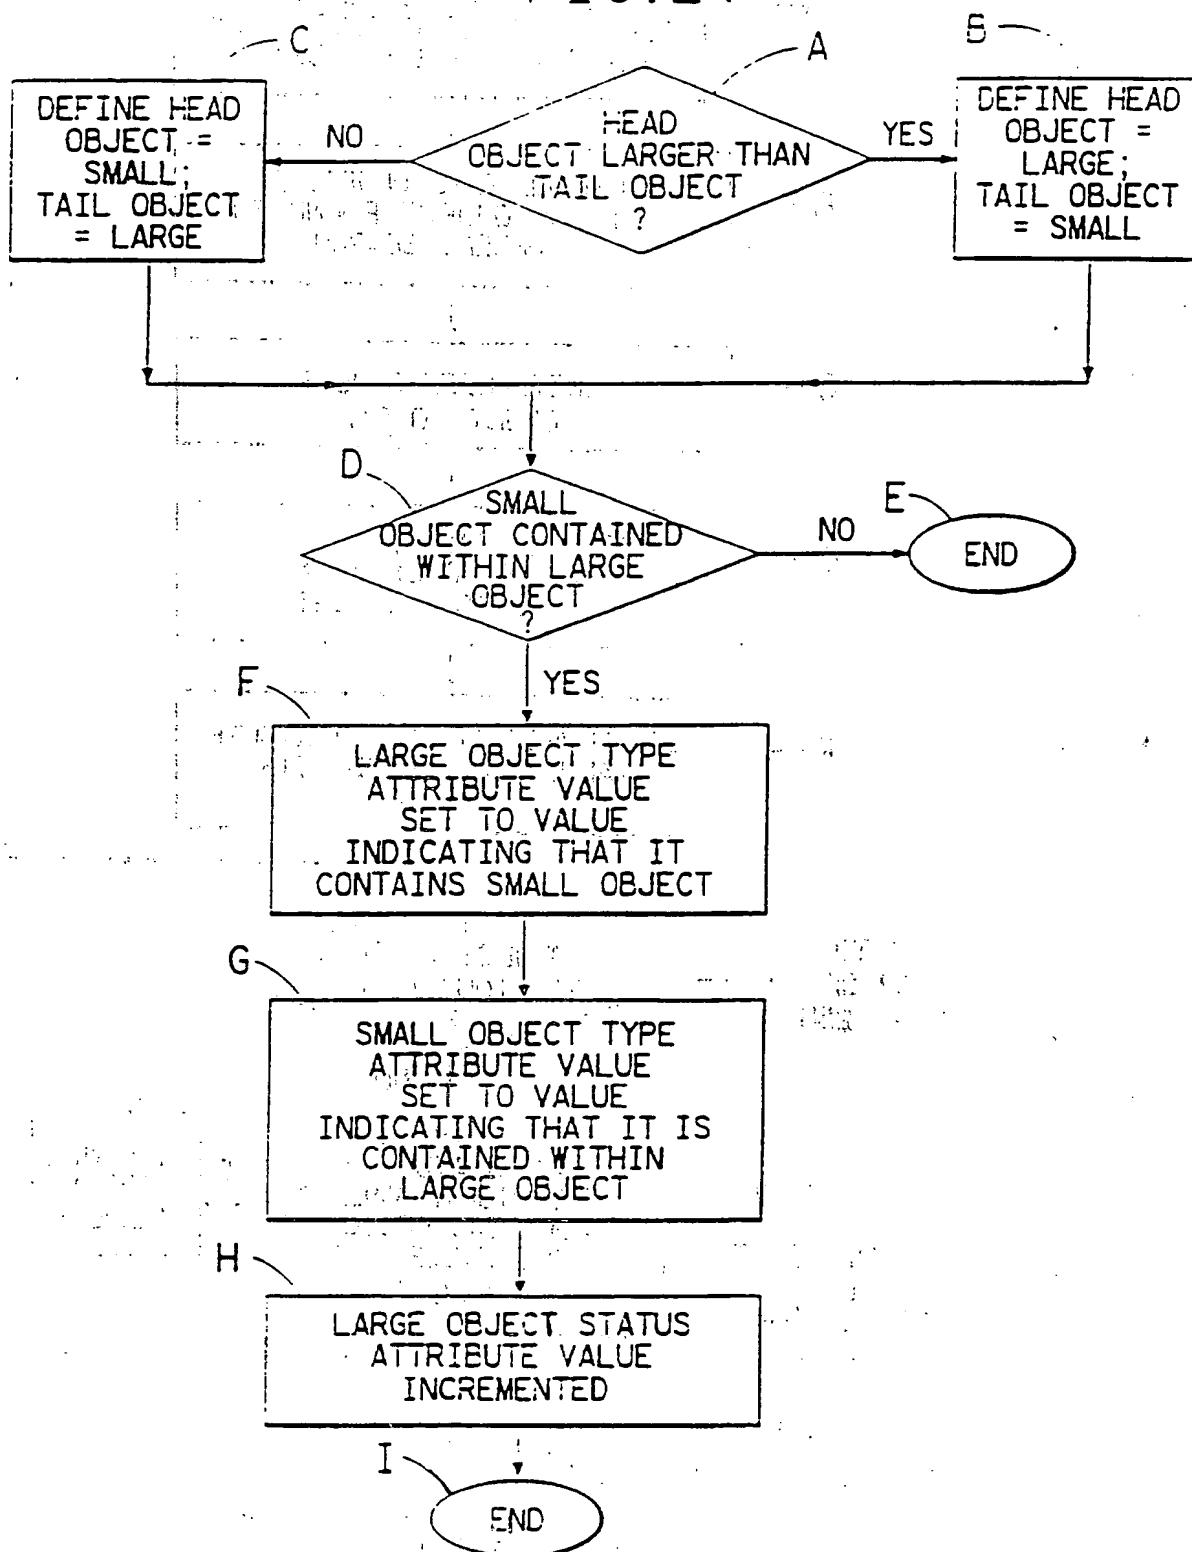 C
A
B
DEFINE HEAD
OBJECT =
SMALL;
TAIL OBJECT
= LARGE
NO
HEAD
OBJECT LARGER THAN
TAIL OBJECT
?
YES
DEFINE HEAD
OBJECT =
LARGE;
TAIL OBJECT
= SMALL
D
SMALL
OBJECT CONTAINED
WITHIN LARGE
OBJECT
?
NO
E
END
YES
F
LARGE OBJECT TYPE
ATTRIBUTE VALUE
SET TO VALUE
INDICATING THAT IT
CONTAINS SMALL OBJECT
G
SMALL OBJECT TYPE
ATTRIBUTE VALUE
SET TO VALUE
INDICATING THAT IT IS
CONTAINED WITHIN
LARGE OBJECT
H
LARGE OBJECT STATUS
ATTRIBUTE VALUE
INCREMENTED
I
END